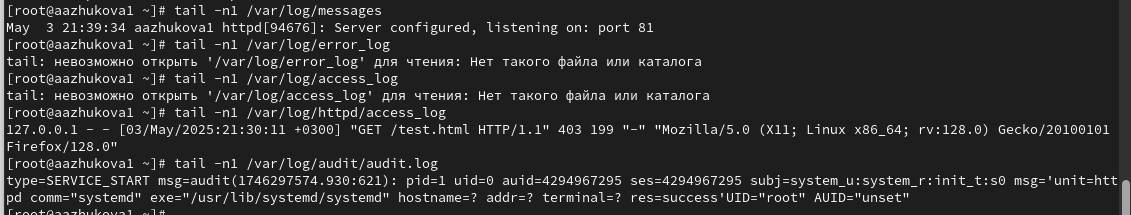 [root@aazhukova1 ~]# tail -n1 /var/log/messages
May  3 21:39:34 aazhukova1 httpd[94676]: Server configured, listening on: port 81
[root@aazhukova1 ~]# tail -n1 /var/log/error_log
tail: невозможно открыть '/var/log/error_log' для чтения: Нет такого файла или каталога
[root@aazhukova1 ~]# tail -n1 /var/log/access_log
tail: невозможно открыть '/var/log/access_log' для чтения: Нет такого файла или каталога
[root@aazhukova1 ~]# tail -n1 /var/log/httpd/access_log
127.0.0.1 - - [03/May/2025:21:30:11 +0300] "GET /test.html HTTP/1.1" 403 199 "-" "Mozilla/5.0 (X11; Linux x86_64; rv:128.0) Gecko/20100101
Firefox/128.0"
[root@aazhukova1 ~]# tail -n1 /var/log/audit/audit.log
type=SERVICE_START msg=audit(1746297574.930:621): pid=1 uid=0 auid=4294967295 ses=4294967295 subj=system_u:system_r:init_t:s0 msg='unit=htt
pd comm="systemd" exe="/usr/lib/systemd/systemd" hostname=? addr=? terminal=? res=success'UID="root" AUID="unset"
[root@aazhukova1 ~]#